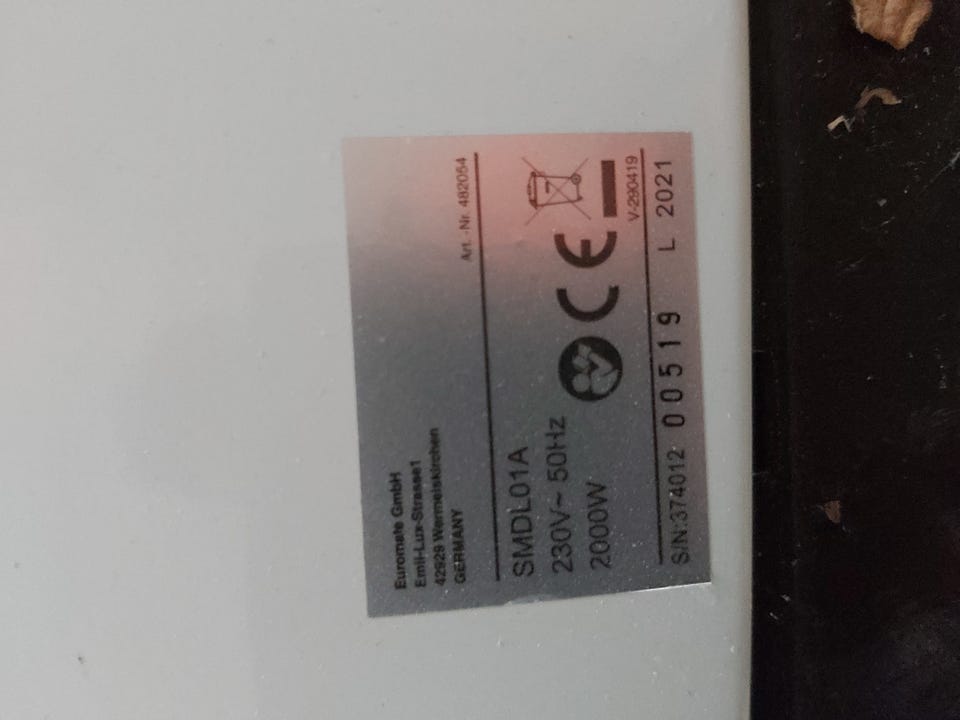 Euromate GmbH
Emil-Lux-Strasse1
42929 Wermelskirchen
GERMANY
Art. -Nr. 482054
SMDL01A
230V~ 50Hz
2000W
CE
V-290419
S/N:374012 00519 L 2021